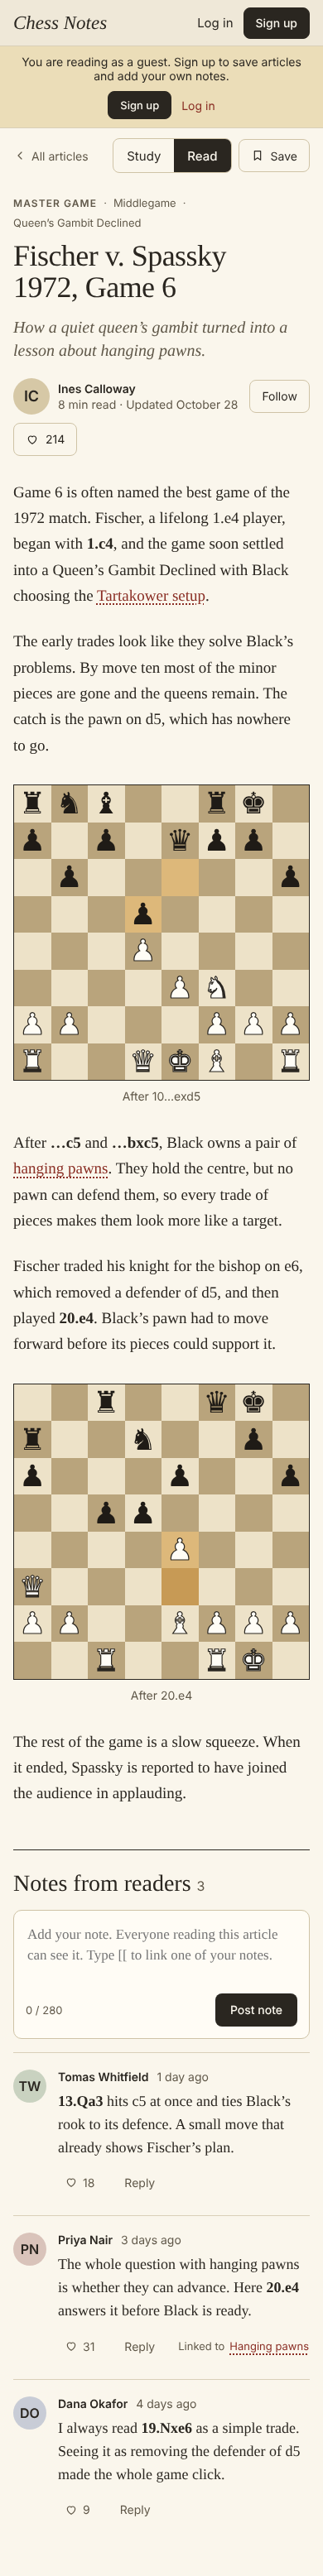 Chess Notes
Log in
Sign up
You are reading as a guest. Sign up to save articles
and add your own notes.
Sign up
Log in
All articles
Study
Read
Save
MASTER GAME · Middlegame ·
Queen’s Gambit Declined
Fischer v. Spassky
1972, Game 6
How a quiet queen’s gambit turned into a
lesson about hanging pawns.
IC
Ines Calloway
8 min read · Updated October 28
Follow
214
Game 6 is often named the best game of the
1972 match. Fischer, a lifelong 1.e4 player,
began with 1.c4, and the game soon settled
into a Queen’s Gambit Declined with Black
choosing the Tartakower setup.
The early trades look like they solve Black’s
problems. By move ten most of the minor
pieces are gone and the queens remain. The
catch is the pawn on d5, which has nowhere
to go.
After 10…exd5
After …c5 and …bxc5, Black owns a pair of
hanging pawns. They hold the centre, but no
pawn can defend them, so every trade of
pieces makes them look more like a target.
Fischer traded his knight for the bishop on e6,
which removed a defender of d5, and then
played 20.e4. Black’s pawn had to move
forward before its pieces could support it.
After 20.e4
The rest of the game is a slow squeeze. When
it ended, Spassky is reported to have joined
the audience in applauding.
Notes from readers 3
Add your note. Everyone reading this article
can see it. Type [[ to link one of your notes.
0 / 280
Post note
TW
Tomas Whitfield 1 day ago
13.Qa3 hits c5 at once and ties Black’s
rook to its defence. A small move that
already shows Fischer’s plan.
18
Reply
PN
Priya Nair 3 days ago
The whole question with hanging pawns
is whether they can advance. Here 20.e4
answers it before Black is ready.
31
Reply
Linked to Hanging pawns
DO
Dana Okafor 4 days ago
I always read 19.Nxe6 as a simple trade.
Seeing it as removing the defender of d5
made the whole game click.
9
Reply